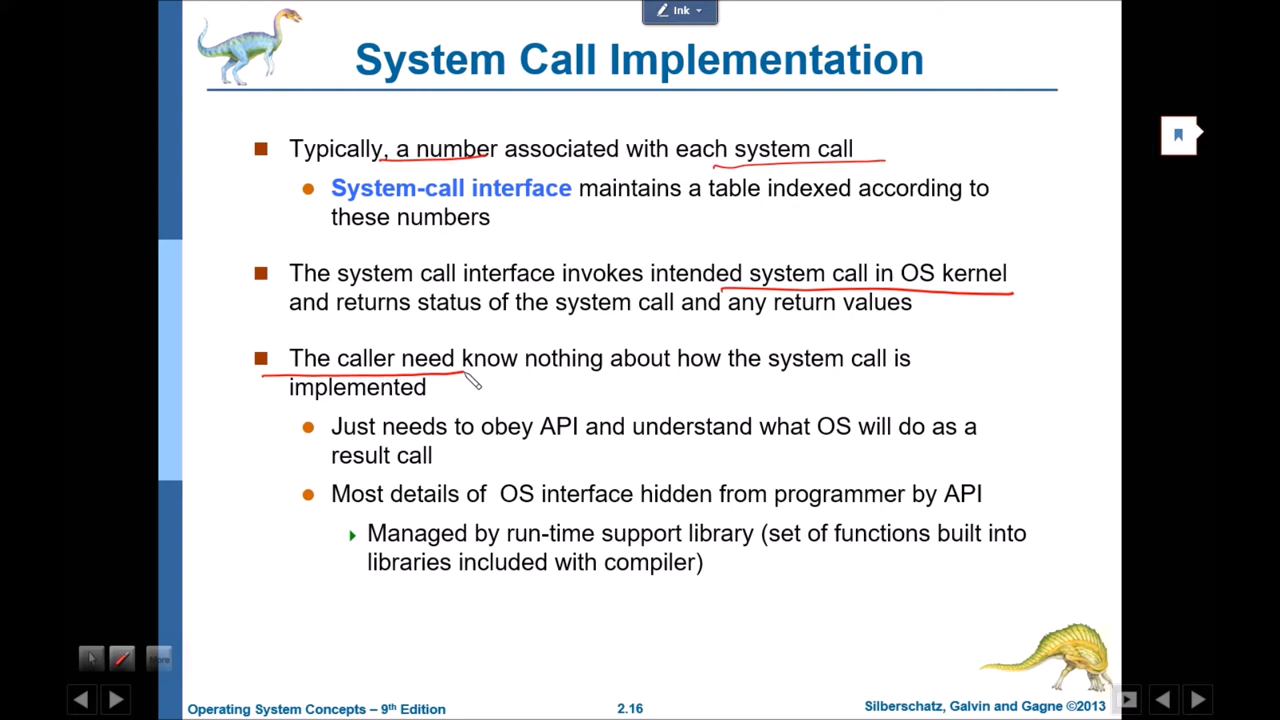 Ink
System Call Implementation
Typically, a number associated with each system call
System-call interface maintains a table indexed according to
these numbers
The system call interface invokes intended system call in OS kernel
and returns status of the system call and any return values
The caller need know nothing about how the system call is
implemented
Just needs to obey API and understand what OS will do as a
result call
Most details of OS interface hidden from programmer by API
Managed by run-time support library (set of functions built into
libraries included with compiler)
More
Operating System Concepts – 9th Edition
2.16
Silberschatz, Galvin and Gagne ©2013